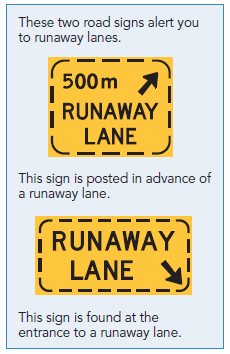 These two road signs alert you
to runaway lanes.
500m
RUNAWAY
LANE
This sign is posted in advance of
a runaway lane.
RUNAWAY
LANE
This sign is found at the
entrance to a runaway lane.